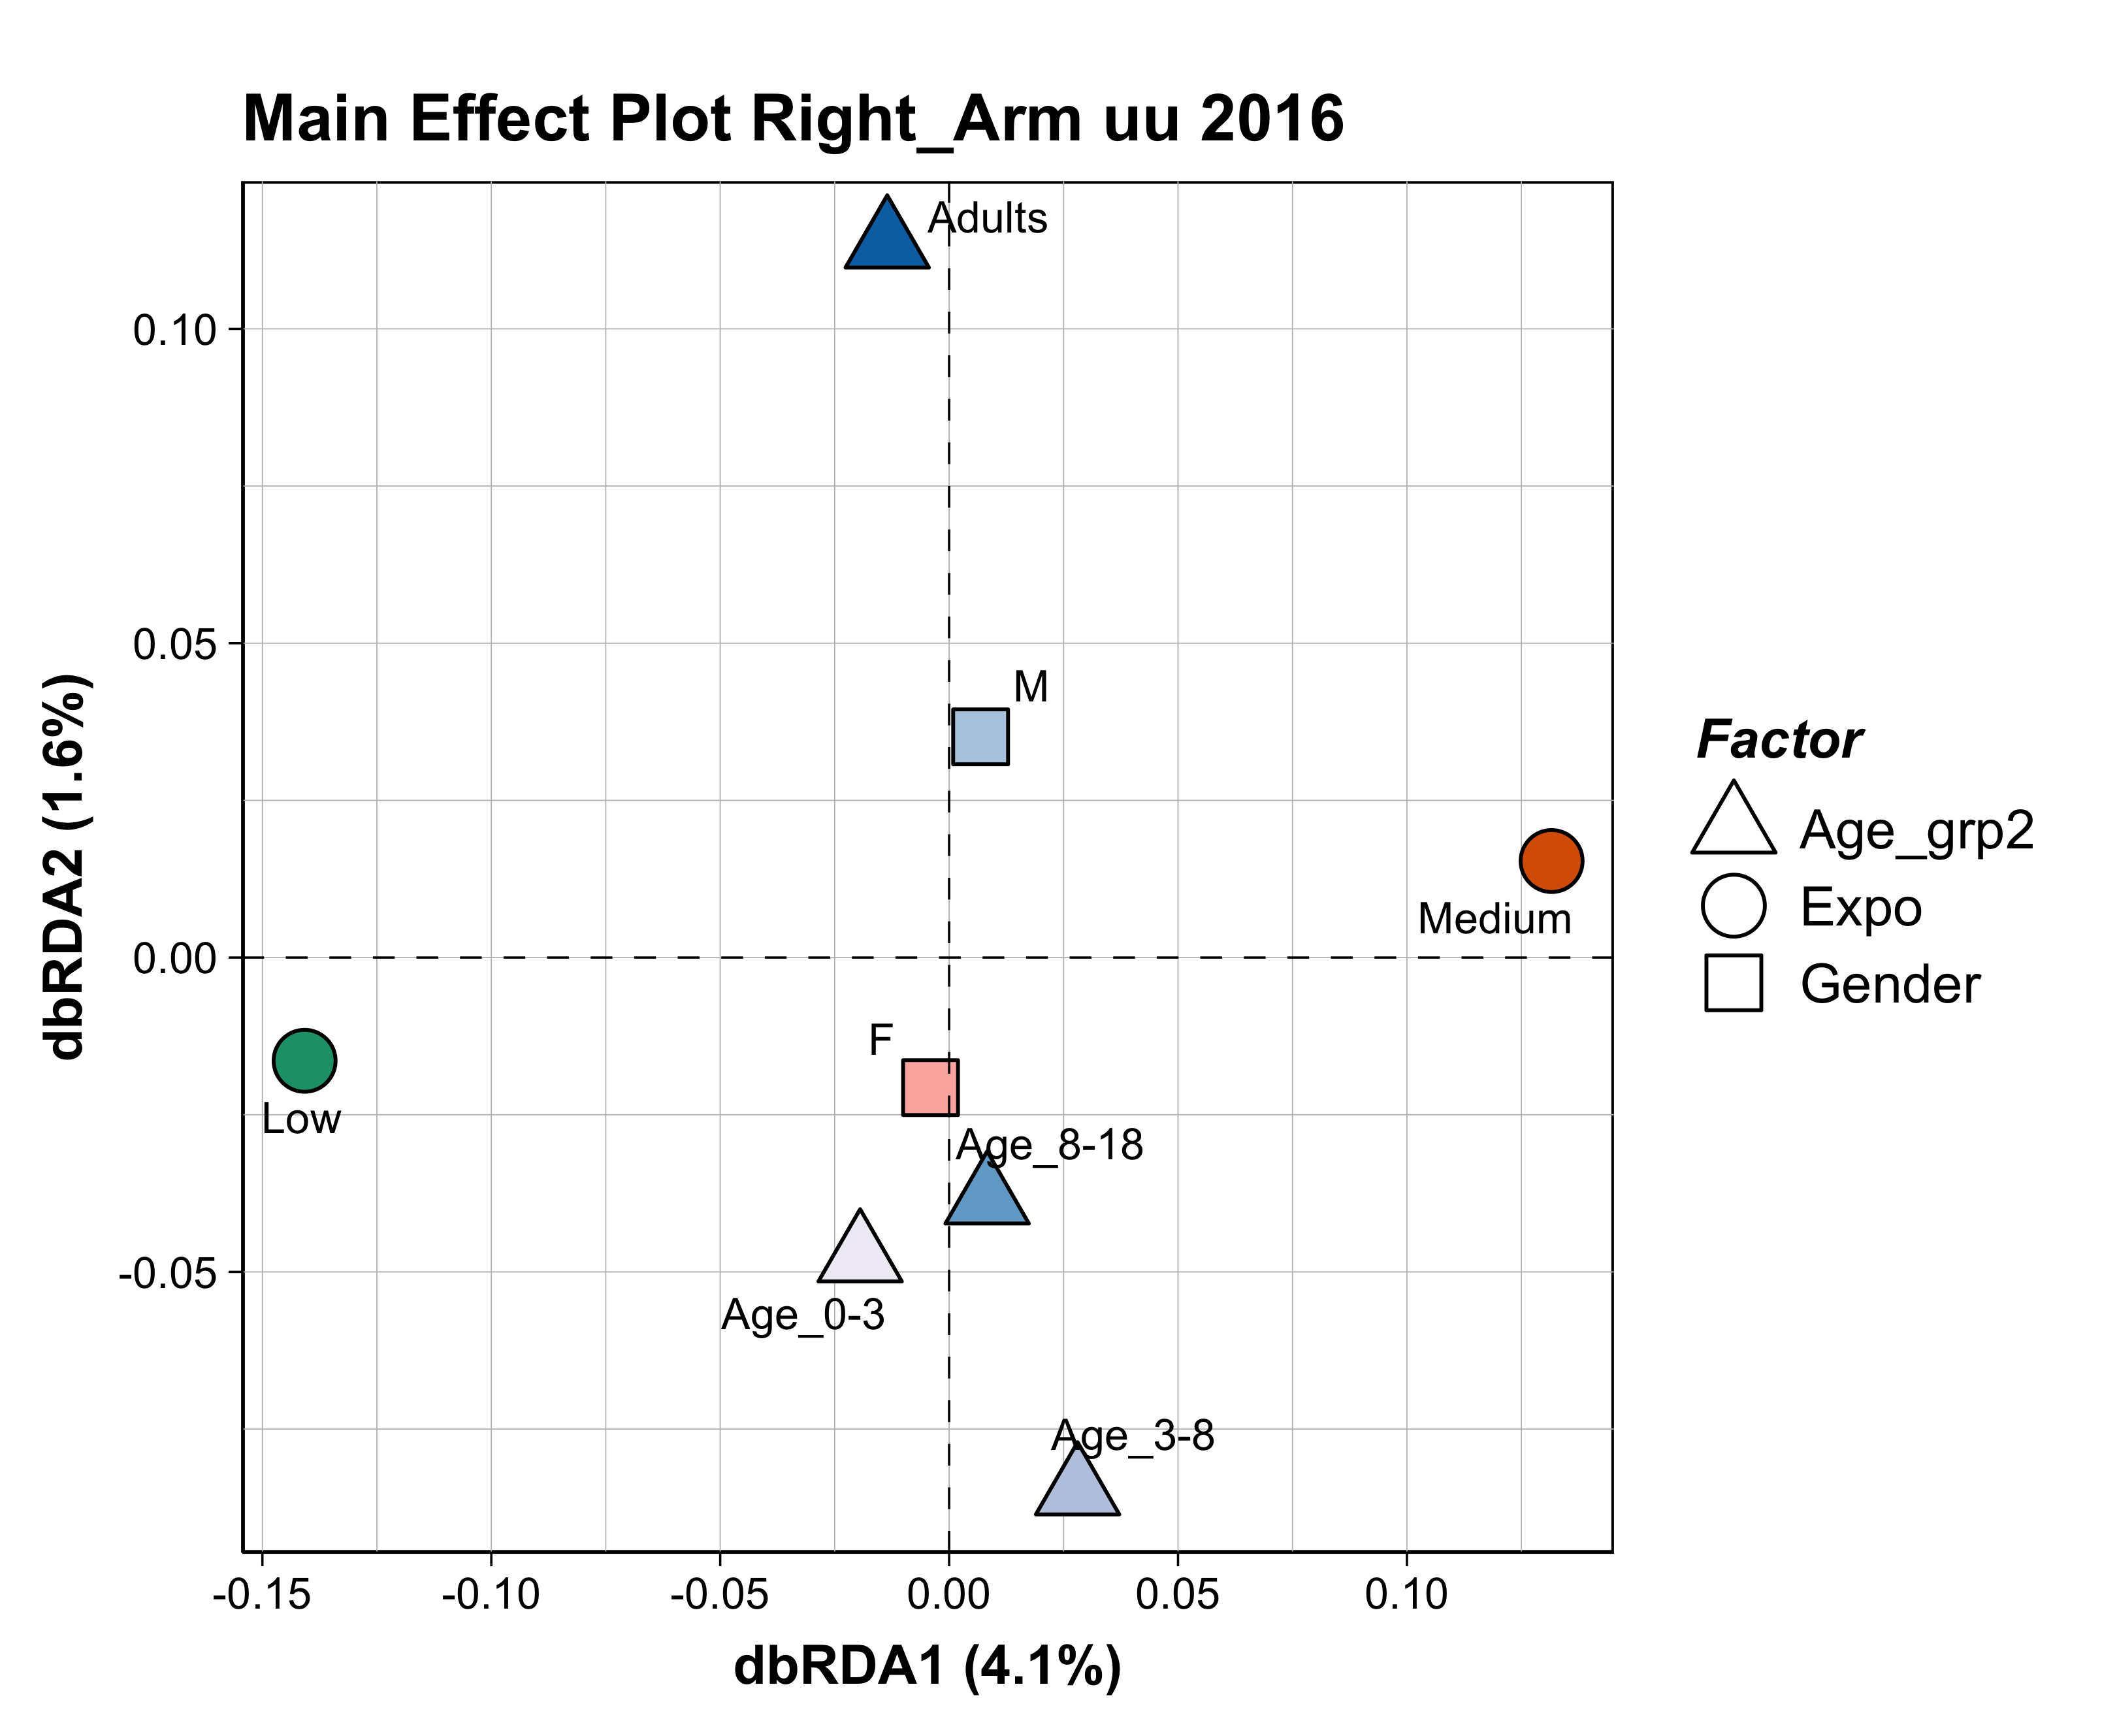 Main Effect Plot Right_Arm uu 2016
Adults
0.10
0.05
M
Medium
0.00
F
Low
Age_8-18
-0.05
Age_0-3
Age_3-8
-0.15 -0.10 -0.05 0.00 0.05 0.10
dbRDA1 (4.1%)
dbRDA2 (1.6%)
Factor
Age_grp2
Expo
Gender